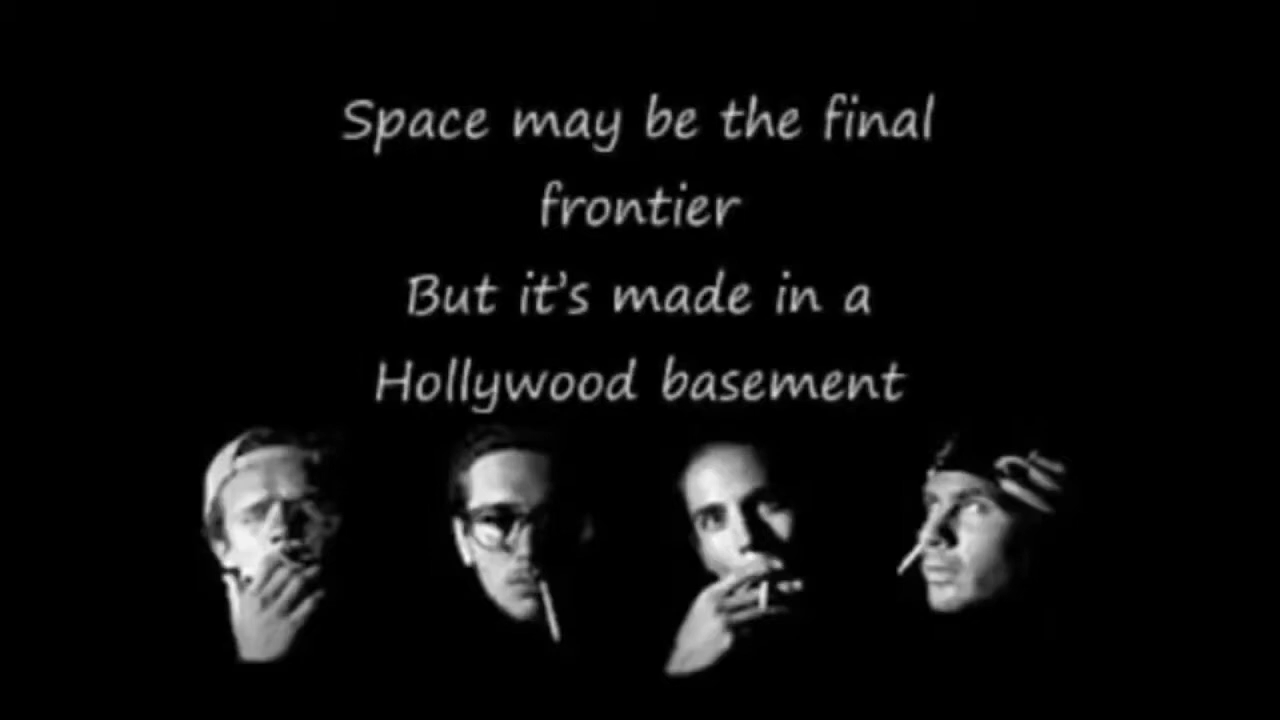 Space may be the final
frontier
But it's made in a
Hollywood basement